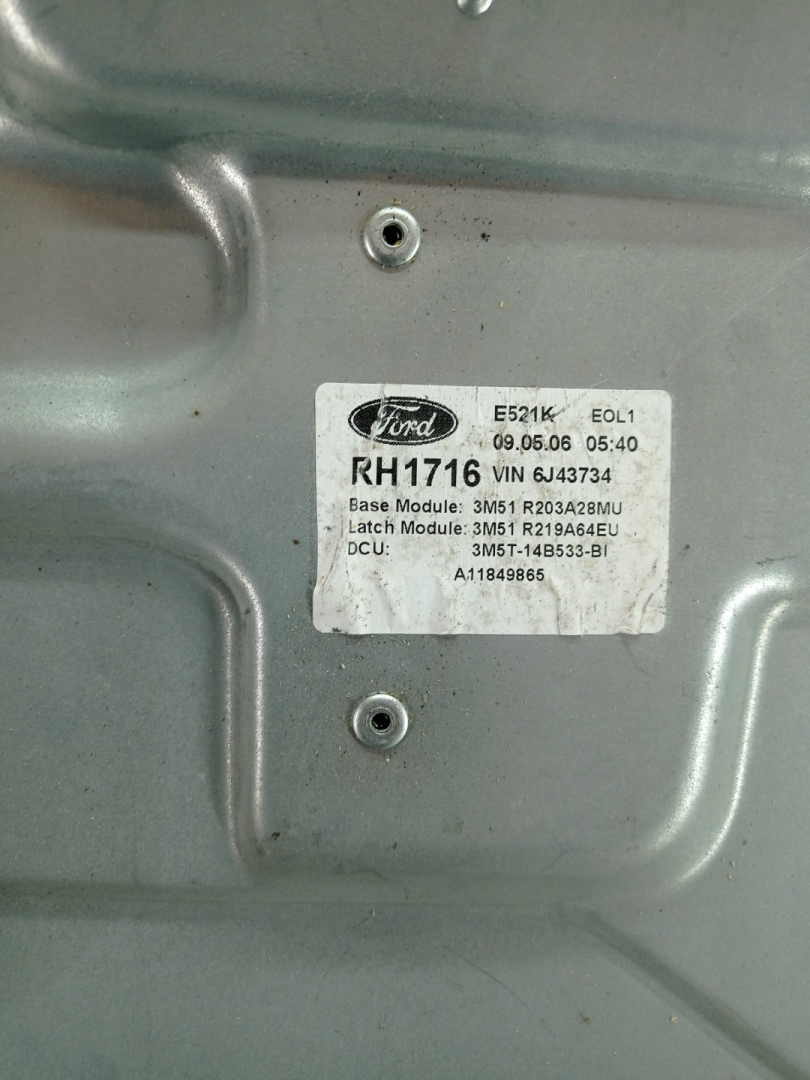 Ford
E521K EOL1
09.05.06 05:40
RH1716 VIN 6J43734
Base Module: 3M51 R203A28MU
Latch Module: 3M51 R219A64EU
DCU: 3M5T-14B533-BI
A11849865